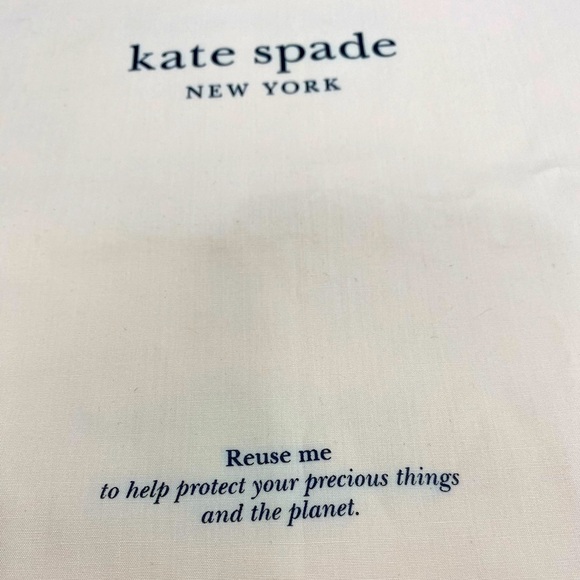 kate spade
NEW YORK
Reuse me
to help protect your precious things
and the planet.